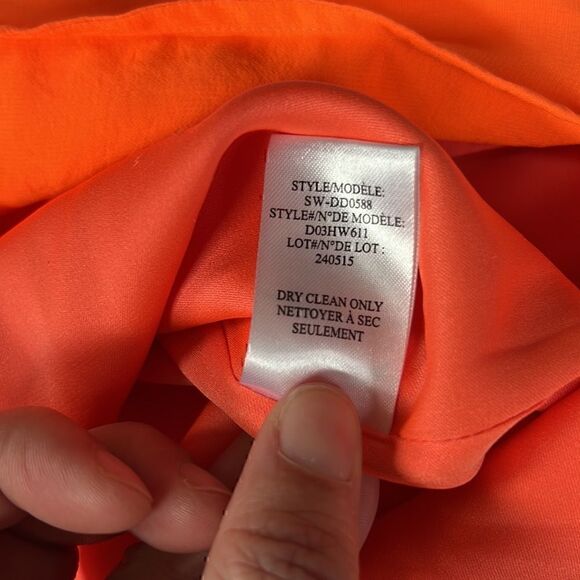 STYLE/MODÈLE:
SW-DD0588
STYLE#/N°DE MODÈLE:
D03HW611
LOT#/N°DE LOT :
240515
DRY CLEAN ONLY
NETTOYER À SEC
SEULEMENT